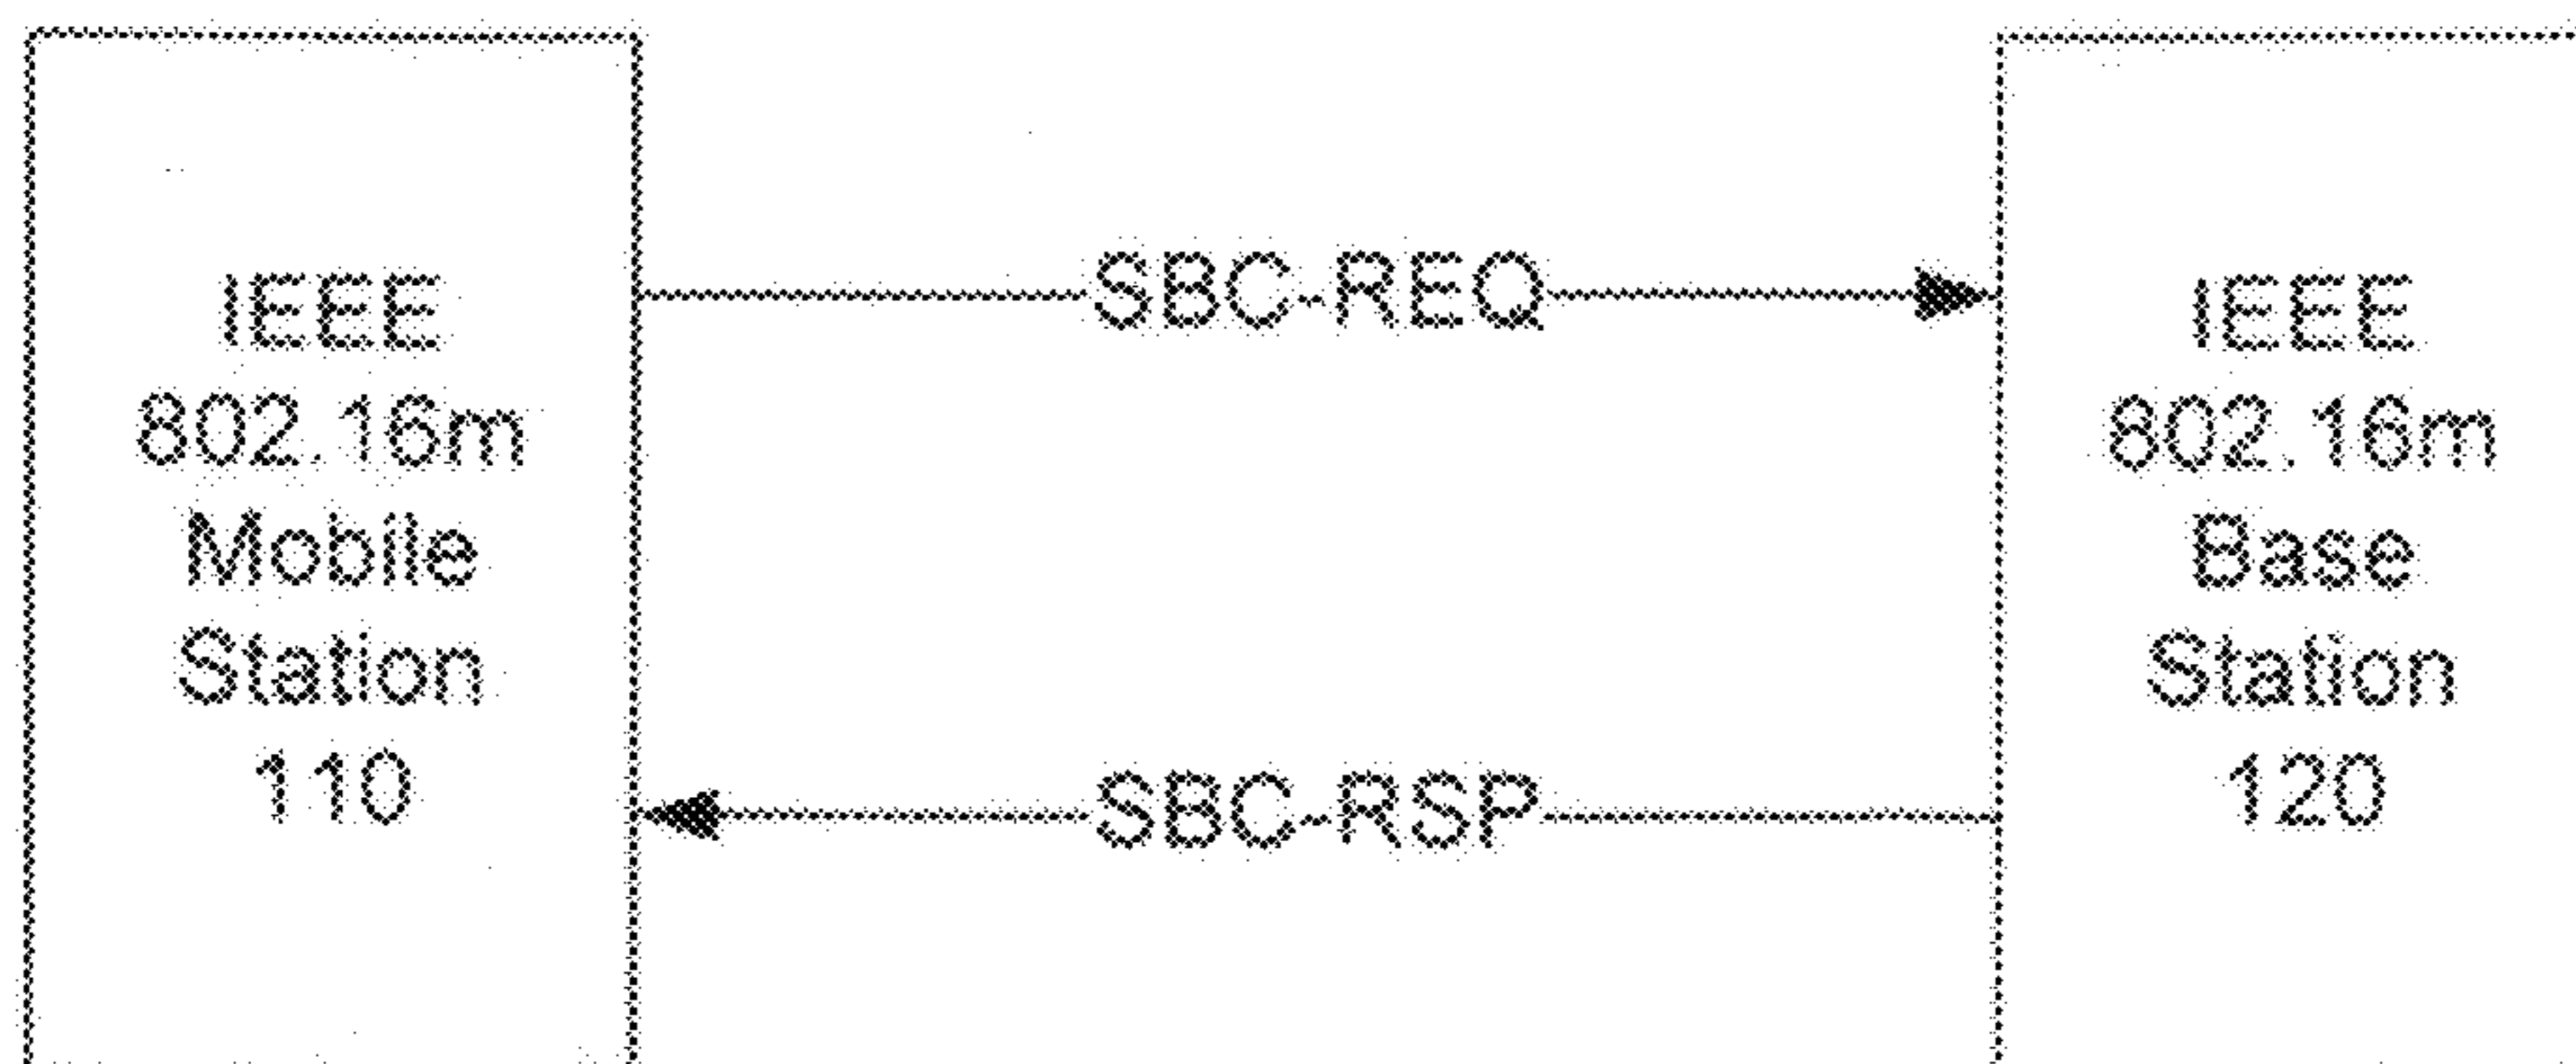 IEEE
802.16m
Mobile
Station
110
SBC-REQ
SBC-RSP
IEEE
802.16m
Base
Station
120